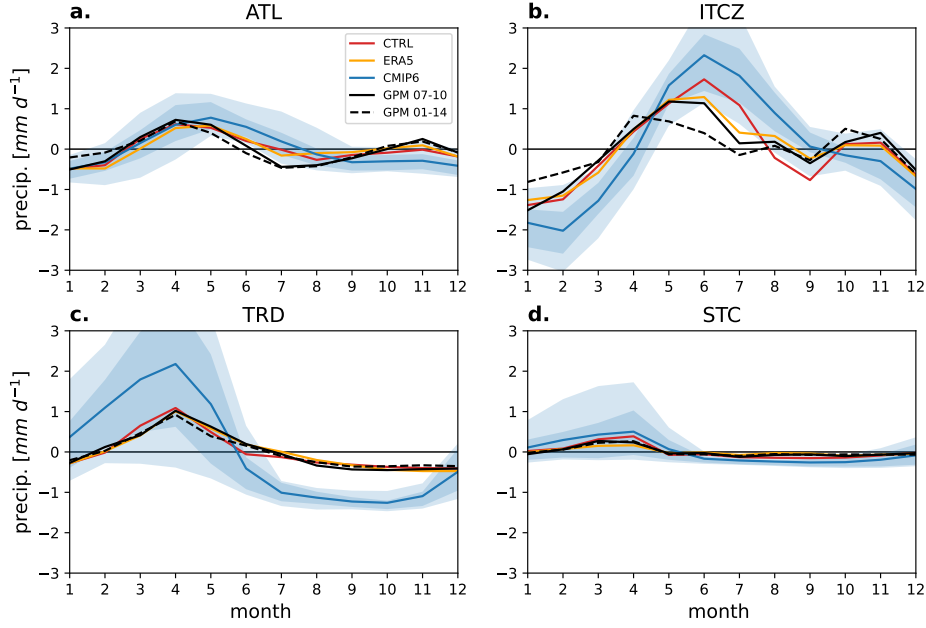 a. ATL
precip. [mm d⁻¹]
3
2
1
0
−1
−2
−3
1 2 3 4 5 6 7 8 9 10 11 12
CTRL
ERA5
CMIP6
GPM 07-10
GPM 01-14
b. ITCZ
3
2
1
0
−1
−2
−3
1 2 3 4 5 6 7 8 9 10 11 12
c. TRD
precip. [mm d⁻¹]
3
2
1
0
−1
−2
−3
1 2 3 4 5 6 7 8 9 10 11 12
month
d. STC
3
2
1
0
−1
−2
−3
1 2 3 4 5 6 7 8 9 10 11 12
month